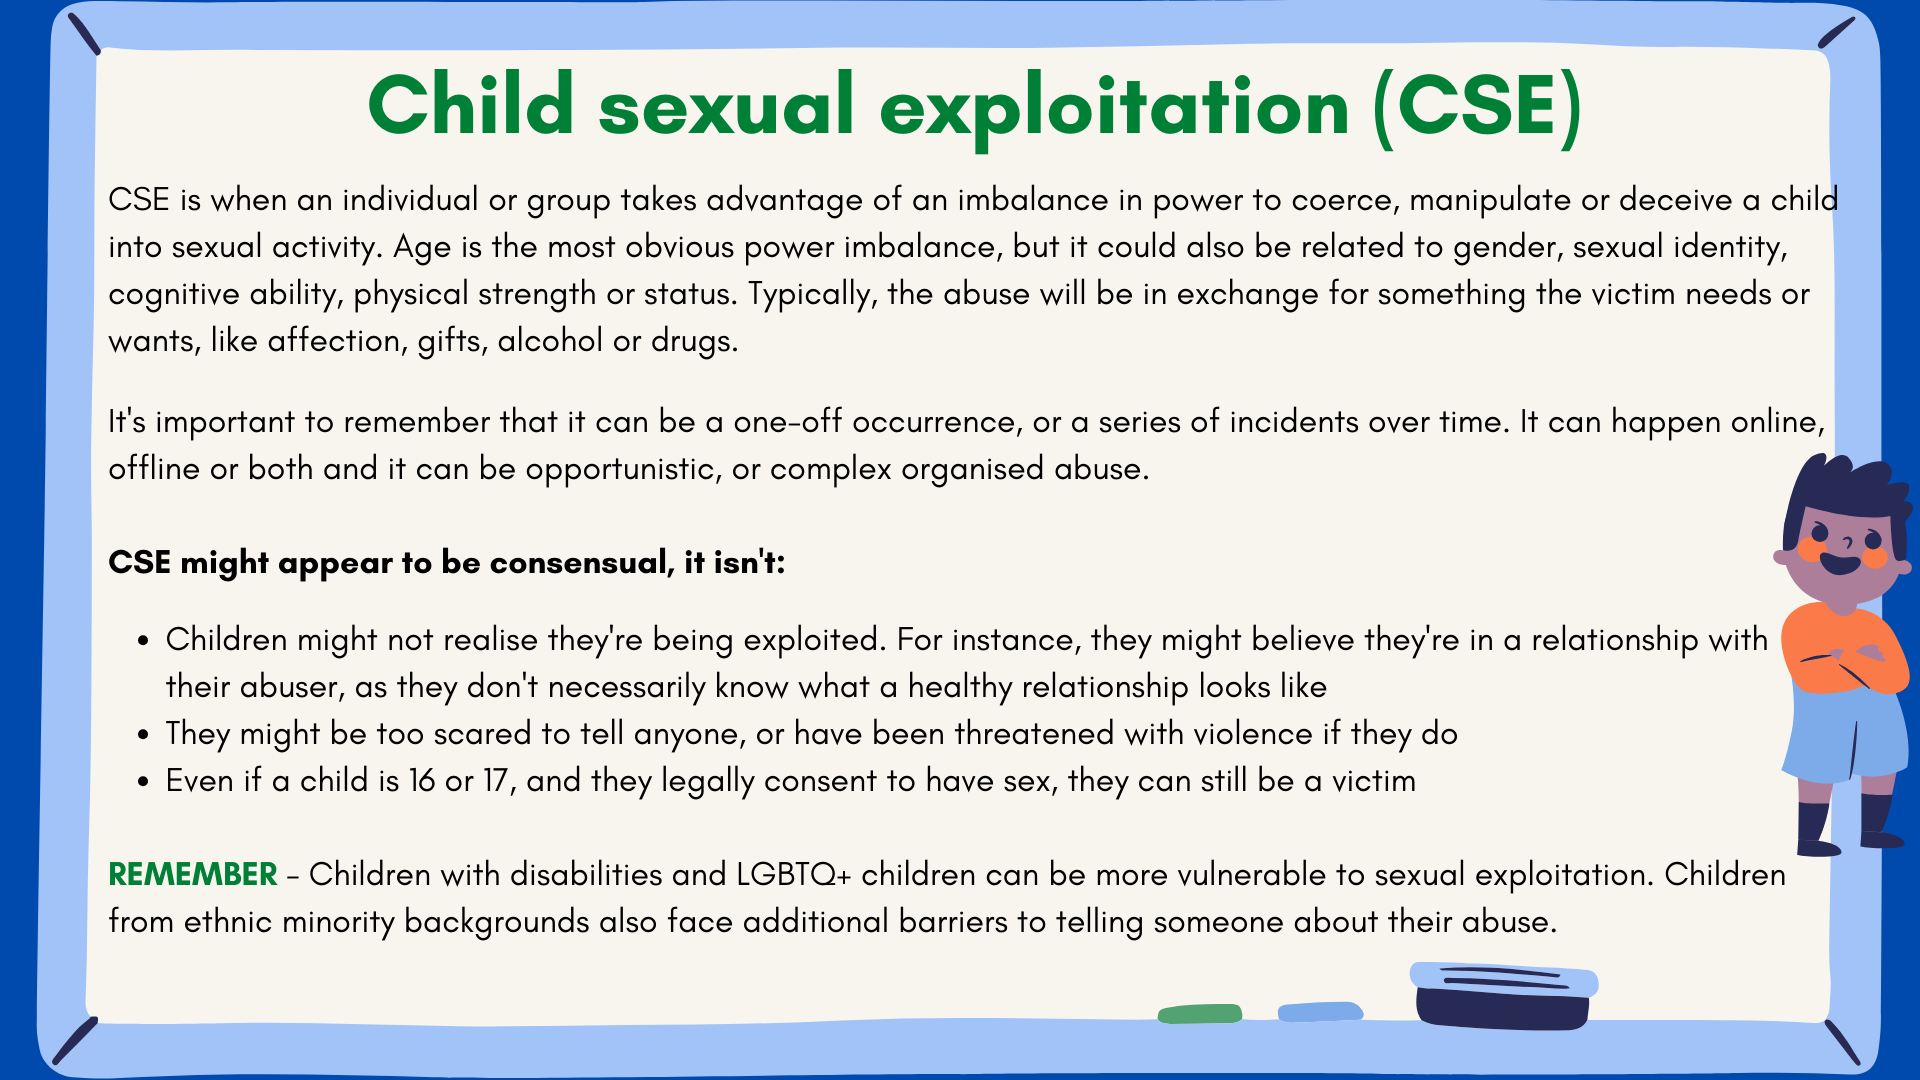 Child sexual exploitation (CSE)
CSE is when an individual or group takes advantage of an imbalance in power to coerce, manipulate or deceive a child
into sexual activity. Age is the most obvious power imbalance, but it could also be related to gender, sexual identity,
cognitive ability, physical strength or status. Typically, the abuse will be in exchange for something the victim needs or
wants, like affection, gifts, alcohol or drugs.
It's important to remember that it can be a one-off occurrence, or a series of incidents over time. It can happen online,
offline or both and it can be opportunistic, or complex organised abuse.
CSE might appear to be consensual, it isn't:
• Children might not realise they're being exploited. For instance, they might believe they're in a relationship with
their abuser, as they don't necessarily know what a healthy relationship looks like
• They might be too scared to tell anyone, or have been threatened with violence if they do
• Even if a child is 16 or 17, and they legally consent to have sex, they can still be a victim
REMEMBER - Children with disabilities and LGBTQ+ children can be more vulnerable to sexual exploitation. Children
from ethnic minority backgrounds also face additional barriers to telling someone about their abuse.